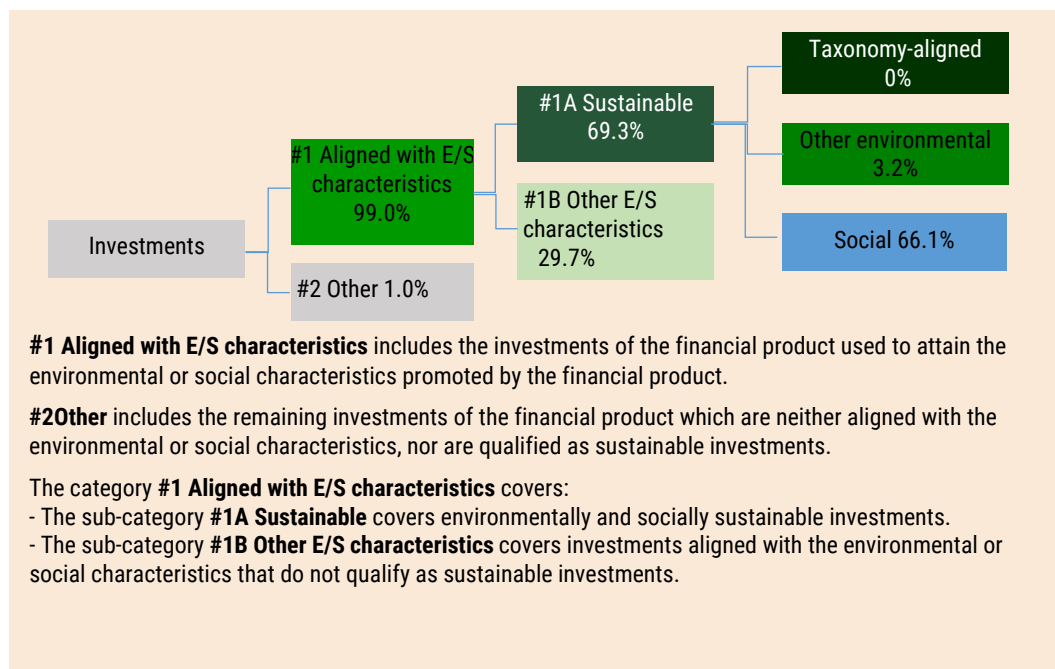 Taxonomy-aligned
0%
#1A Sustainable
69.3%
Other environmental
3.2%
#1 Aligned with E/S
characteristics
99.0%
#1B Other E/S
characteristics
29.7%
Investments
Social 66.1%
#2 Other 1.0%
#1 Aligned with E/S characteristics includes the investments of the financial product used to attain the
environmental or social characteristics promoted by the financial product.
#2Other includes the remaining investments of the financial product which are neither aligned with the
environmental or social characteristics, nor are qualified as sustainable investments.
The category #1 Aligned with E/S characteristics covers:
- The sub-category #1A Sustainable covers environmentally and socially sustainable investments.
- The sub-category #1B Other E/S characteristics covers investments aligned with the environmental or
social characteristics that do not qualify as sustainable investments.